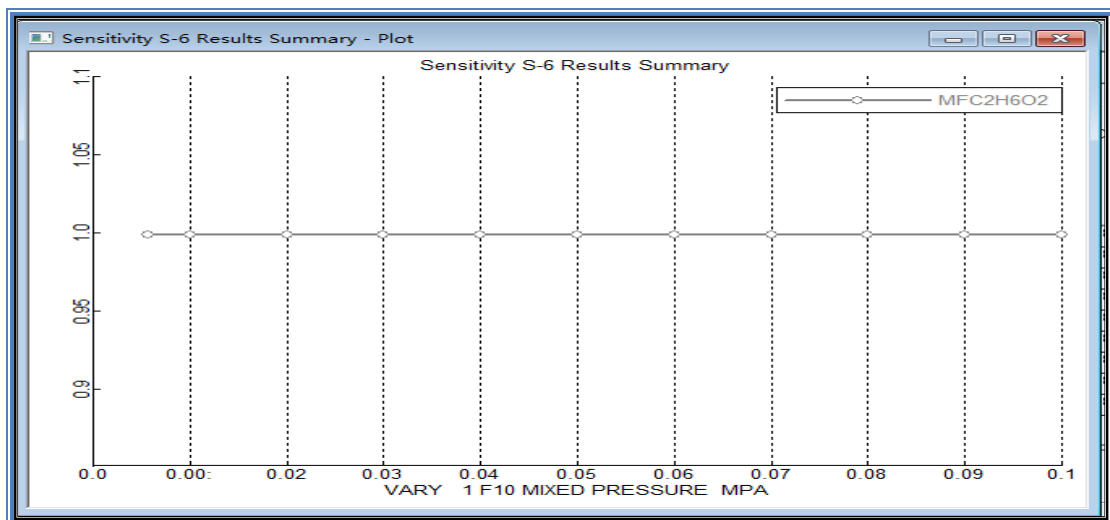 Sensitivity S-6 Results Summary - Plot
Sensitivity S-6 Results Summary
MFC2H6O2
1.1
1.05
1.0
0.95
0.9
0.0 0.00: 0.02 0.03 0.04 0.05 0.06 0.07 0.08 0.09 0.1
VARY 1 F10 MIXED PRESSURE MPA